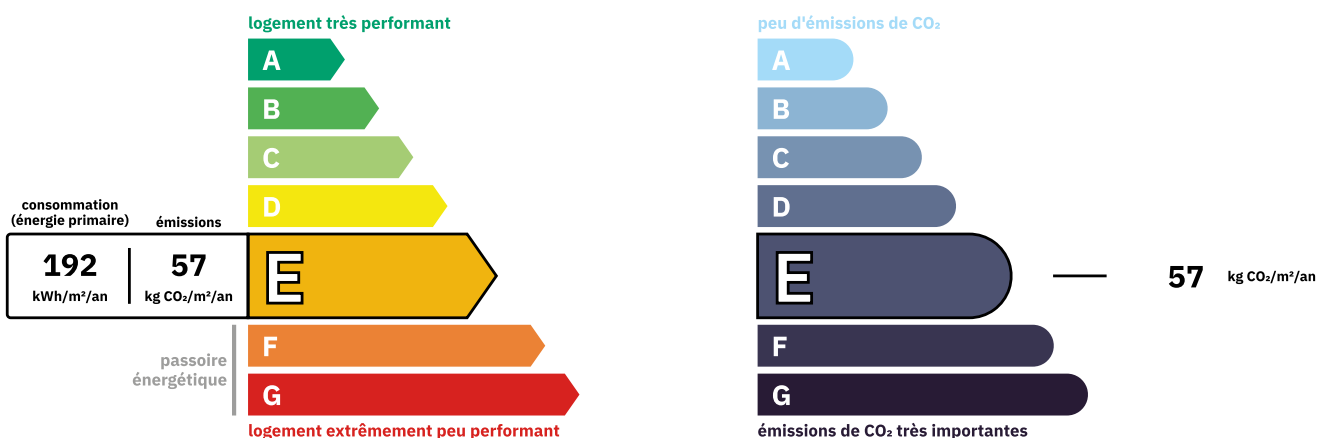 logement très performant
A
B
C
D
consommation
(énergie primaire)
émissions
192
kWh/m²/an
57
kg CO₂/m²/an
E
passoire
énergétique
F
G
logement extrêmement peu performant
peu d'émissions de CO₂
A
B
C
D
E
57 kg CO₂/m²/an
F
G
émissions de CO₂ très importantes